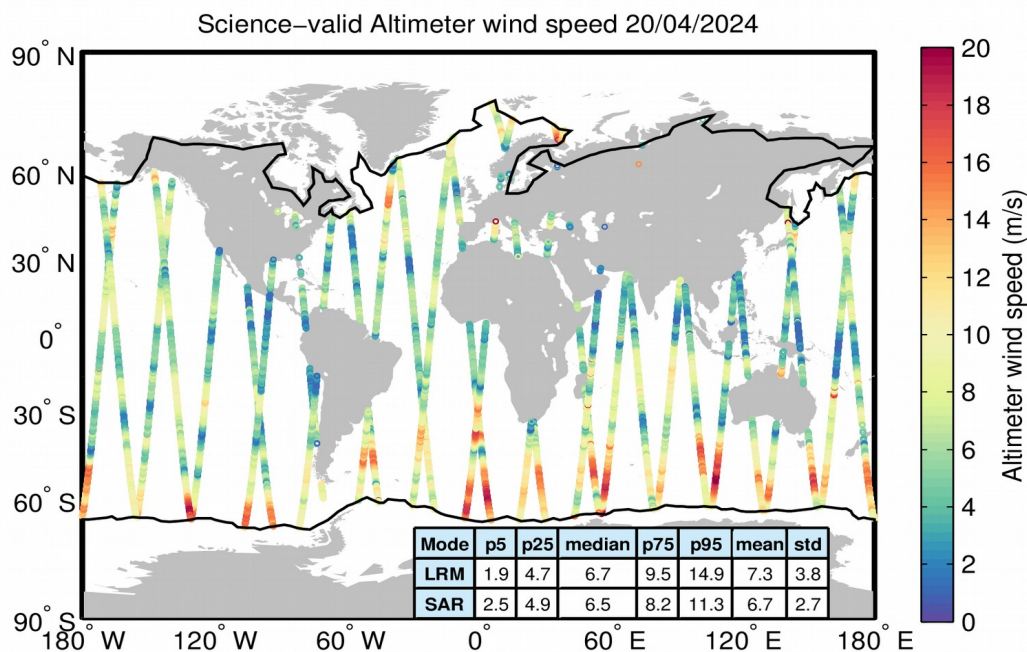 Science−valid Altimeter wind speed 20/04/2024
90° N
60° N
30° N
0°
30° S
60° S
90° S
180° W
120° W
60° W
0°
60° E
120° E
180° E
Mode p5 p25 median p75 p95 mean std
LRM 1.9 4.7 6.7 9.5 14.9 7.3 3.8
SAR 2.5 4.9 6.5 8.2 11.3 6.7 2.7
20
18
16
14
12
10
8
6
4
2
0
Altimeter wind speed (m/s)